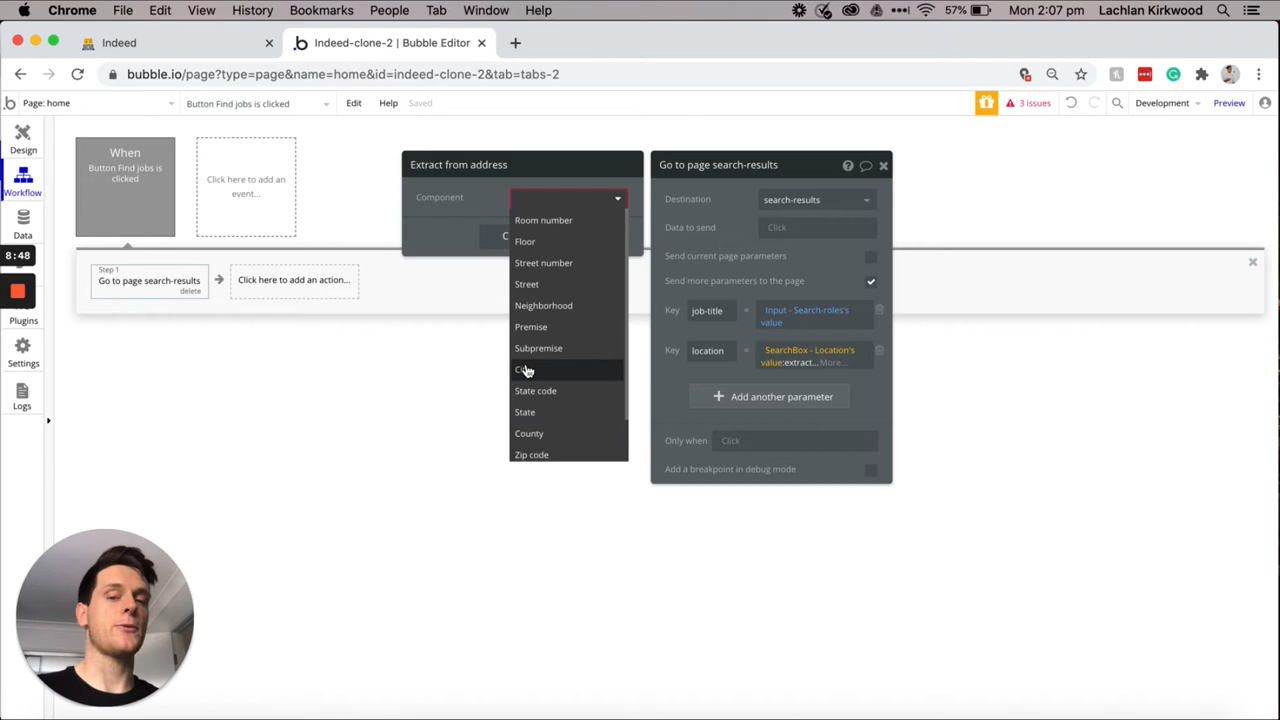 Chrome File Edit View History Bookmarks People Tab Window Help 57% Mon 2:07 pm Lachlan Kirkwood
Indeed Indeed-clone-2 | Bubble Editor
bubble.io/page?type=page&name=home&id=indeed-clone-2&tab=tabs-2
Page: home Button Find jobs is clicked Edit Help Saved 3 issues Development Preview
Design
Workflow
Data
8:48
Plugins
Settings
Logs
When
Button Find jobs is
clicked
Click here to add an
event...
Step 1
Go to page search-results
delete
Click here to add an action...
Extract from address
Component
C
Room number
Floor
Street number
Street
Neighborhood
Premise
Subpremise
State code
State
County
Zip code
Go to page search-results
Destination search-results
Data to send Click
Send current page parameters
Send more parameters to the page
Key job-title = Input - Search-roles's
value
Key location = SearchBox - Location's
value:extract... More...
Add another parameter
Only when Click
Add a breakpoint in debug mode